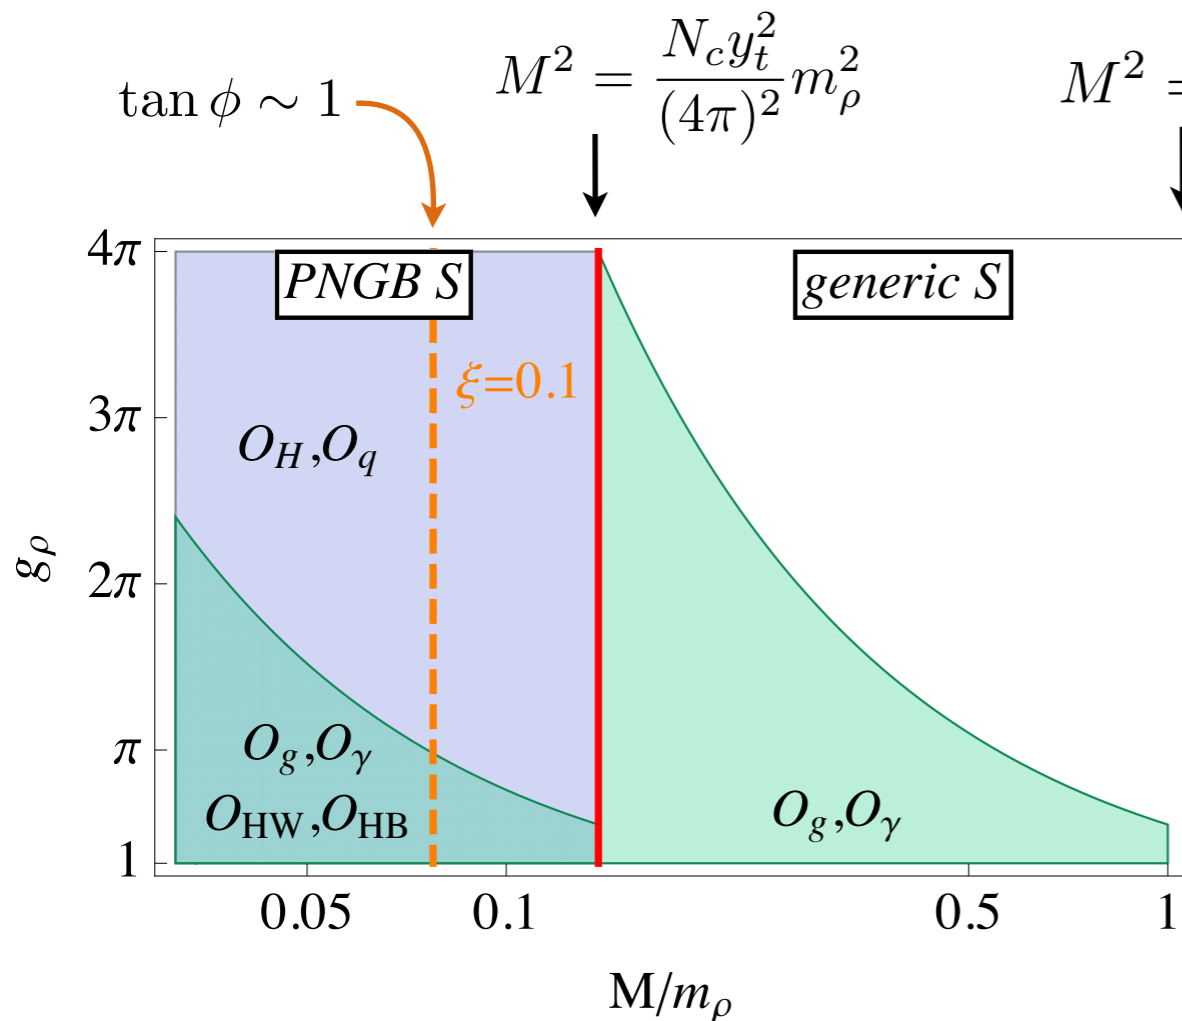 tan ϕ ∼ 1
M² = N_c y_t² / (4π)² m_ρ²
M² =
4π
3π
2π
π
1
g_ρ
PNGB S
generic S
ξ=0.1
O_H,O_q
O_g,O_γ
O_HW,O_HB
O_g,O_γ
0.05
0.1
0.5
1
M/m_ρ